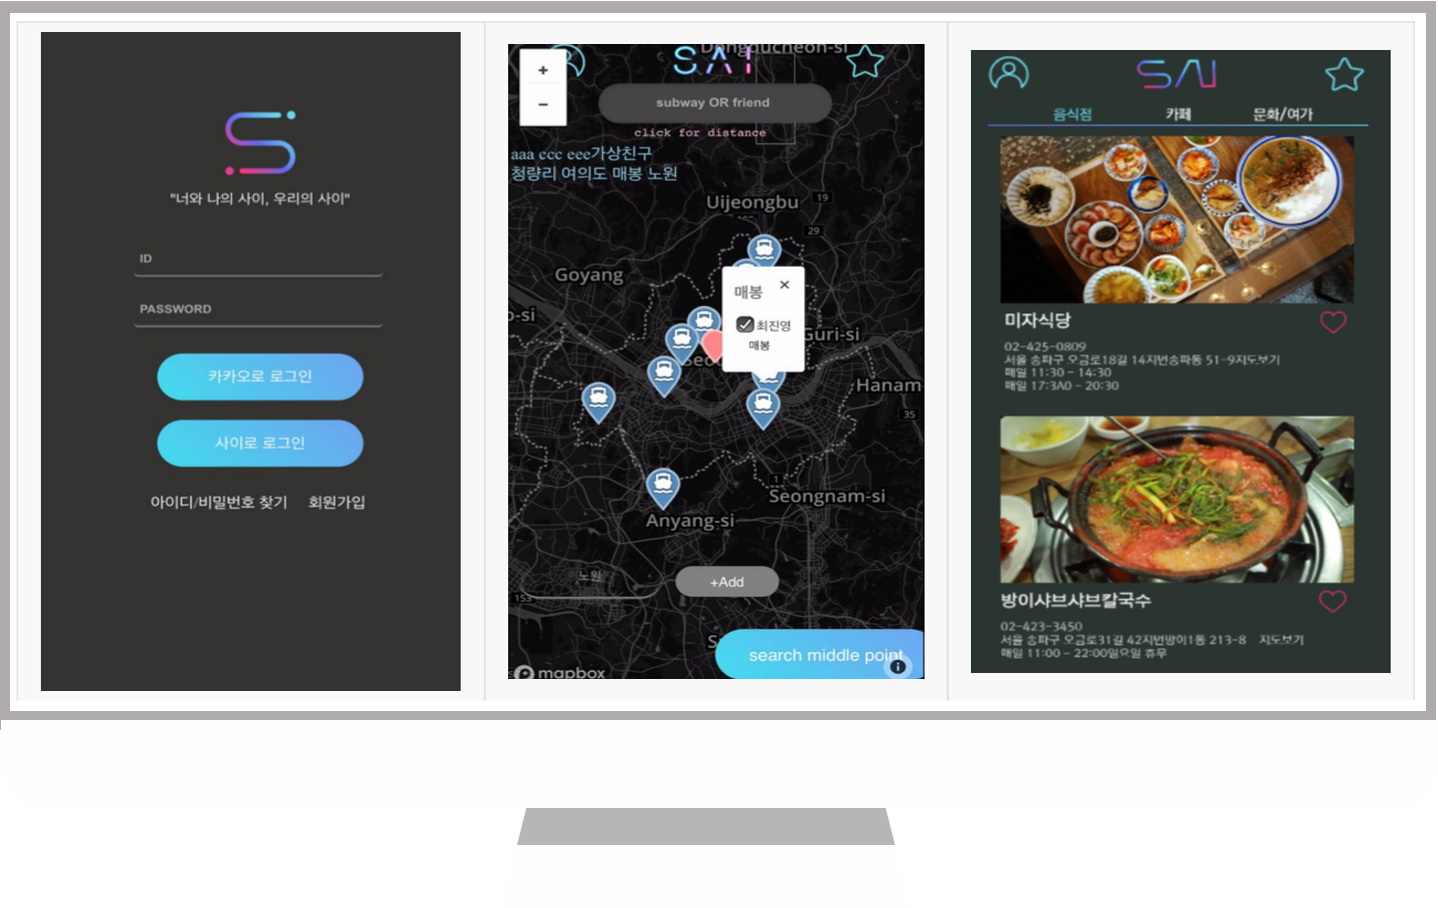 "너와 나의 사이, 우리의 사이"
ID
PASSWORD
카카오로 로그인
사이로 로그인
아이디/비밀번호 찾기 회원가입
Dongducheon-si
+
SAI
−
subway OR friend
click for distance
aaa ccc eee가상친구
청량리 여의도 매봉 노원
Uijeongbu
19
29
Goyang
매봉 ×
최진영
매봉
o-si
Guri-si
Seo
Hanam
35
1
Seongnam-si
Anyang-si
노원
+Add
153
S
search middle point
mapbox
SAI
음식점 카페 문화/여가
미자식당
02-425-0809
서울 송파구 오금로18길 14지번송파동 51-9지도보기
매일 11:30 - 14:30
매일 17:3A0 - 20:30
방이샤브샤브칼국수
02-423-3450
서울 송파구 오금로31길 42지번방이1동 213-8 지도보기
매일 11:00 - 22:00일요일 휴무